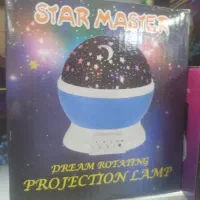 STAR MASTER
DREAM ROTATING
PROJECTION LAMP